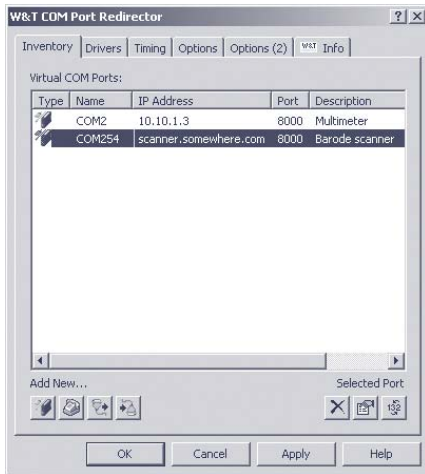 W&T COM Port Redirector
Inventory Drivers Timing Options Options (2) W&T Info
Virtual COM Ports:
Type Name IP Address Port Description
COM2 10.10.1.3 8000 Multimeter
COM254 scanner.somewhere.com 8000 Barode scanner
Add New... Selected Port
OK Cancel Apply Help